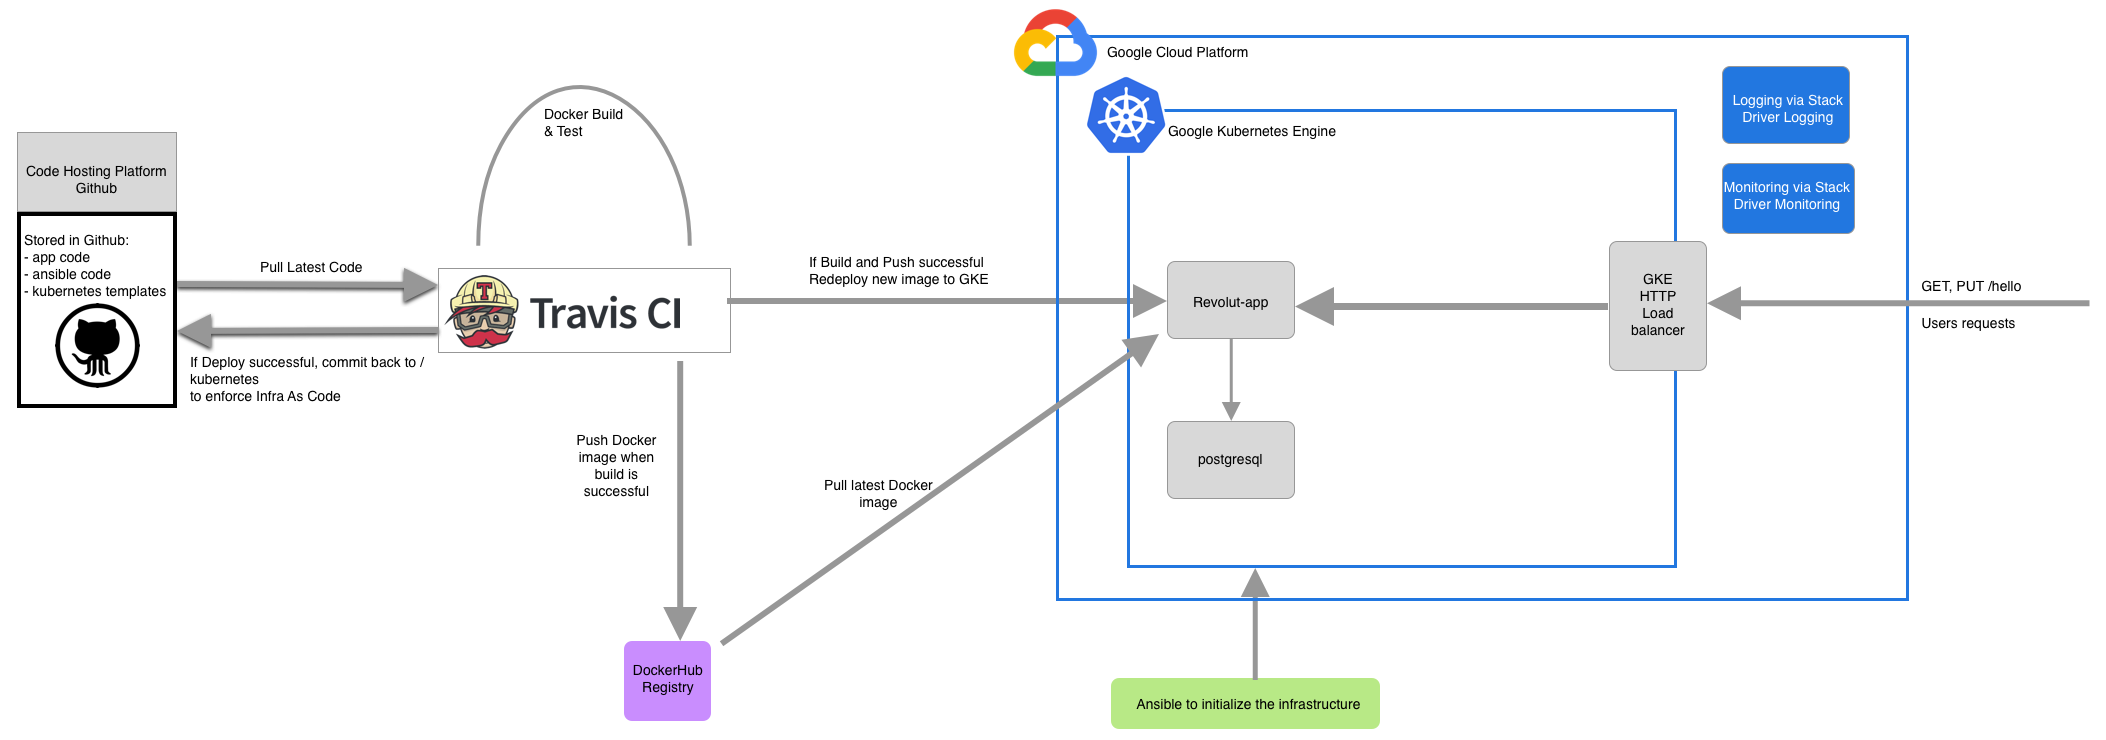 Google Cloud Platform
Google Kubernetes Engine
Logging via Stack
Driver Logging
Monitoring via Stack
Driver Monitoring
Docker Build
& Test
Code Hosting Platform
Github
Stored in Github:
- app code
- ansible code
- kubernetes templates
Pull Latest Code
If Deploy successful, commit back to /
kubernetes
to enforce Infra As Code
T
Travis CI
If Build and Push successful
Redeploy new image to GKE
Revolut-app
postgresql
GKE
HTTP
Load
balancer
GET, PUT /hello
Users requests
Push Docker
image when
build is
successful
Pull latest Docker
image
DockerHub
Registry
Ansible to initialize the infrastructure